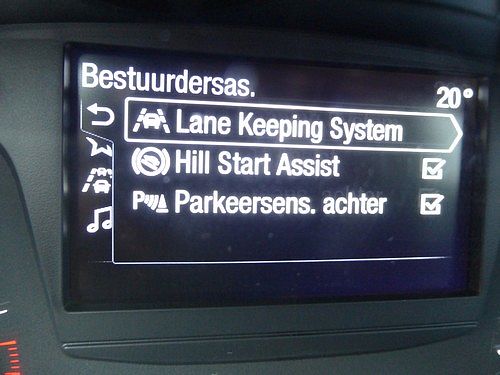 Bestuurdersas.
20°
Lane Keeping System
Hill Start Assist
P Parkeersens. achter